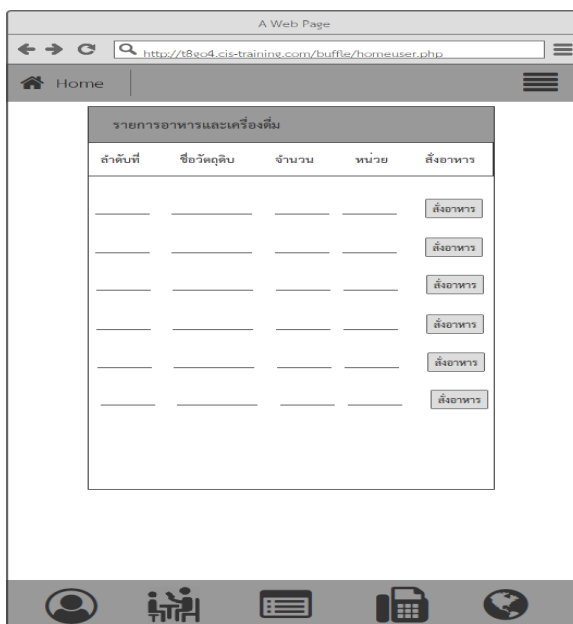 A Web Page
http://t8go4.cis-training.com/buffle/homeuser.php
Home
รายการอาหารและเครื่องดื่ม
ลำดับที่ ชื่อวัตถุดิบ จำนวน หน่วย สั่งอาหาร
สั่งอาหาร
สั่งอาหาร
สั่งอาหาร
สั่งอาหาร
สั่งอาหาร
สั่งอาหาร